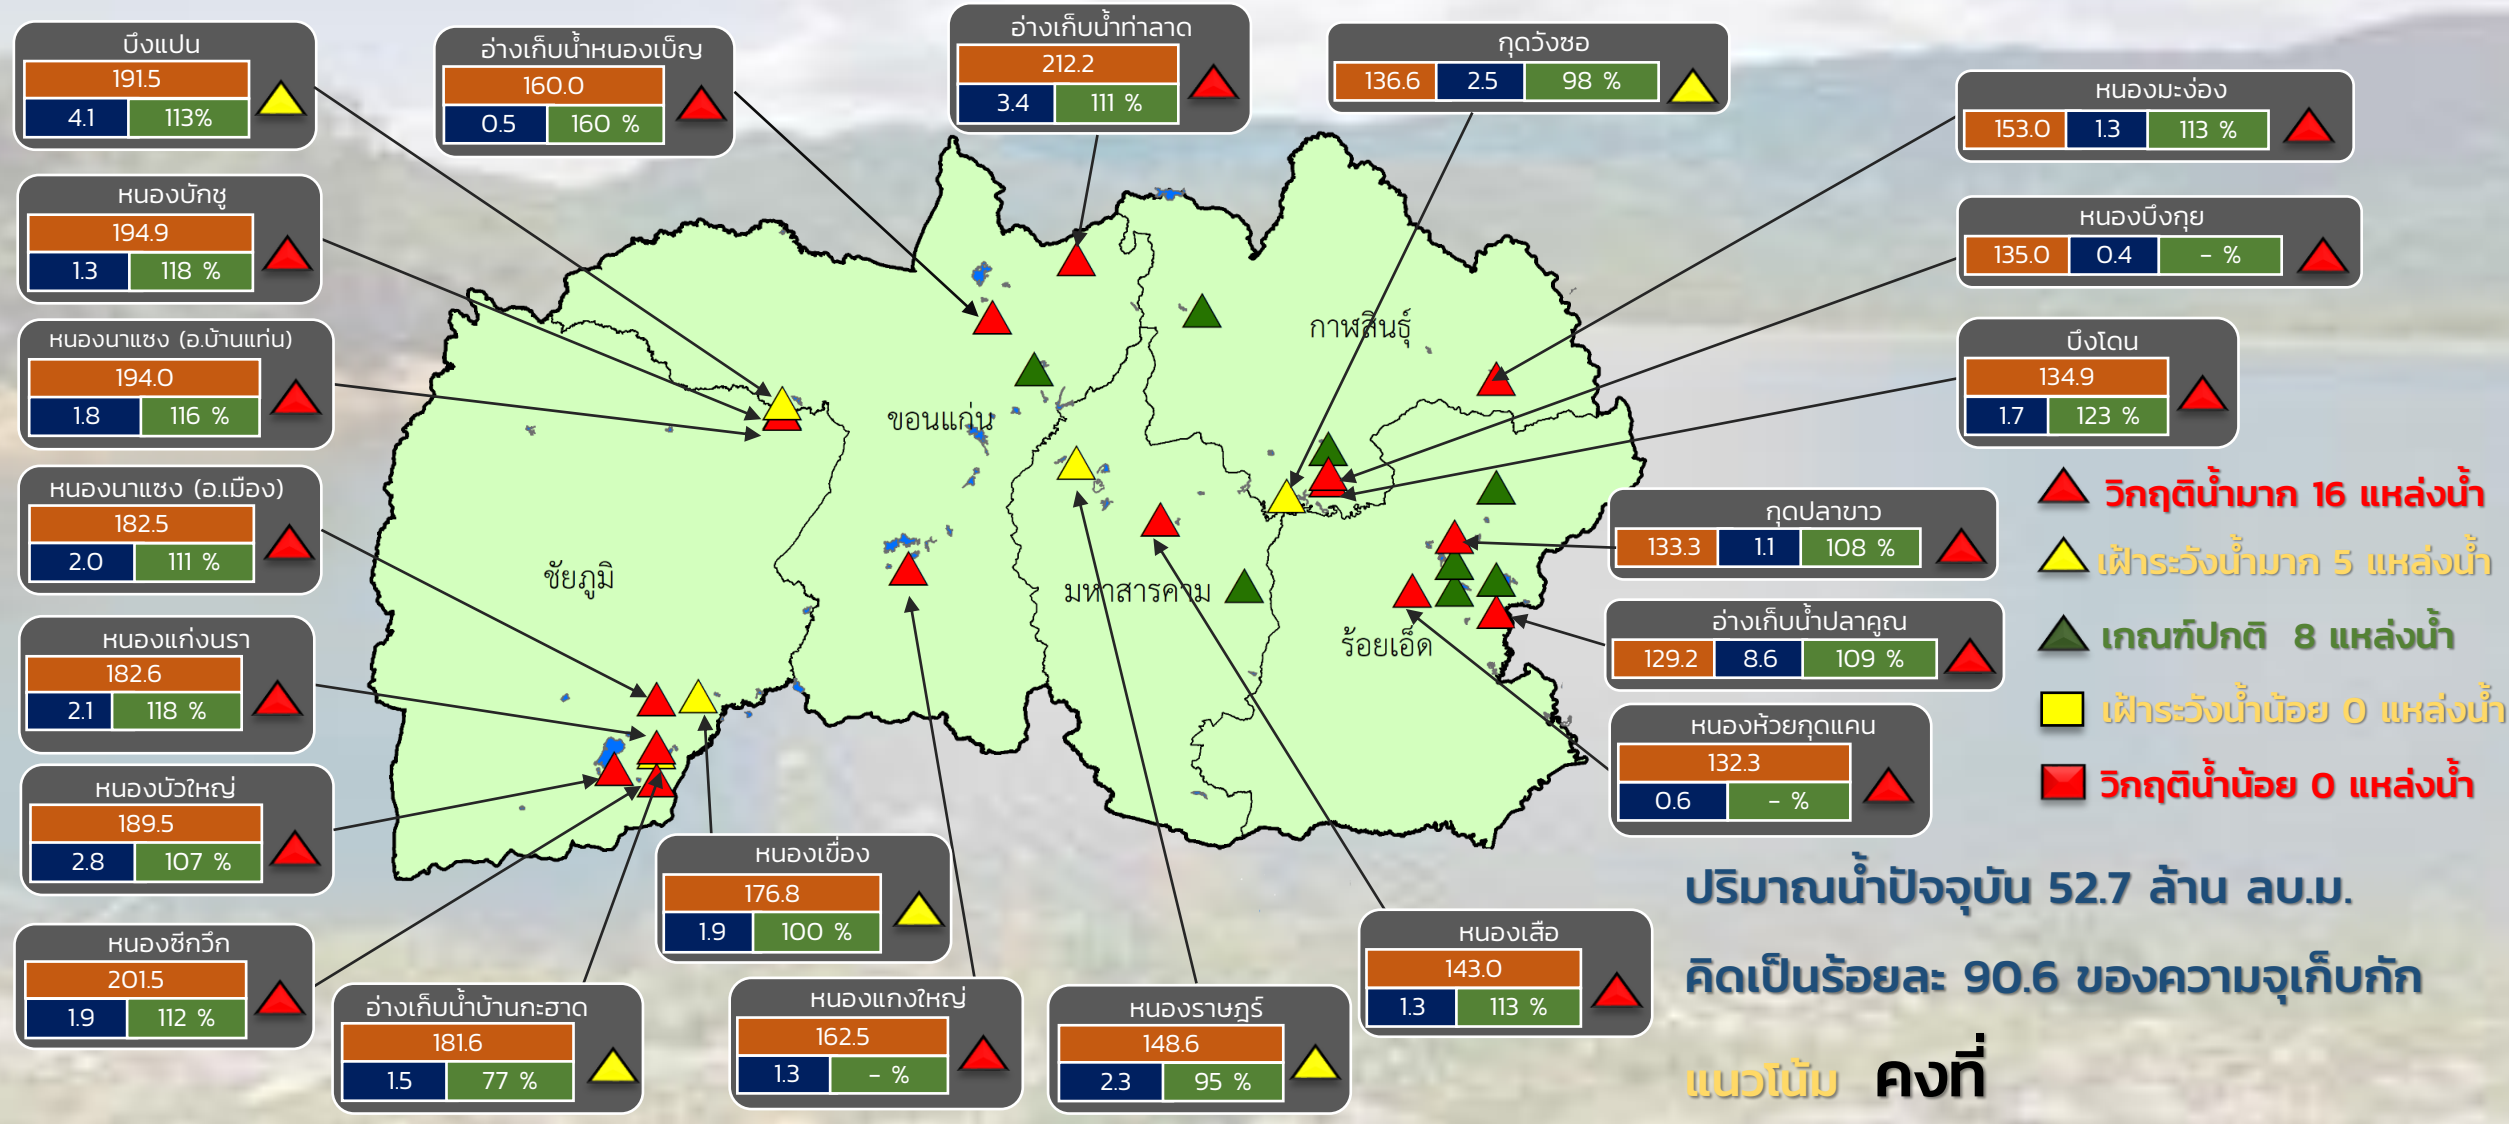 บึงแปน
191.5
4.1 113%
อ่างเก็บน้ำหนองเบ็ญ
160.0
0.5 160 %
อ่างเก็บน้ำท่าลาด
212.2
3.4 111 %
กุดวังซอ
136.6 2.5 98 %
หนองมะง่อง
153.0 1.3 113 %
หนองบักชู
194.9
1.3 118 %
หนองบึงกุย
135.0 0.4 - %
หนองนาแซง (อ.บ้านแท่น)
194.0
1.8 116 %
บึงโดน
134.9
1.7 123 %
หนองนาแซง (อ.เมือง)
182.5
2.0 111 %
กาฬสินธุ์
ขอนแก่น
ชัยภูมิ
มหาสารคาม
ร้อยเอ็ด
วิกฤติน้ำมาก 16 แหล่งน้ำ
เฝ้าระวังน้ำมาก 5 แหล่งน้ำ
เกณฑ์ปกติ 8 แหล่งน้ำ
เฝ้าระวังน้ำน้อย 0 แหล่งน้ำ
วิกฤติน้ำน้อย 0 แหล่งน้ำ
กุดปลาขาว
133.3 1.1 108 %
อ่างเก็บน้ำปลาคูณ
129.2 8.6 109 %
หนองห้วยกุดแคน
132.3
0.6 - %
หนองแก่งนรา
182.6
2.1 118 %
หนองบัวใหญ่
189.5
2.8 107 %
หนองซีกวึก
201.5
1.9 112 %
หนองเขื่อง
176.8
1.9 100 %
อ่างเก็บน้ำบ้านกะฮาด
181.6
1.5 77 %
หนองแกงใหญ่
162.5
1.3 - %
หนองราษฎร์
148.6
2.3 95 %
หนองเสือ
143.0
1.3 113 %
ปริมาณน้ำปัจจุบัน 52.7 ล้าน ลบ.ม.
คิดเป็นร้อยละ 90.6 ของความจุเก็บกัก
แนวโน้ม คงที่